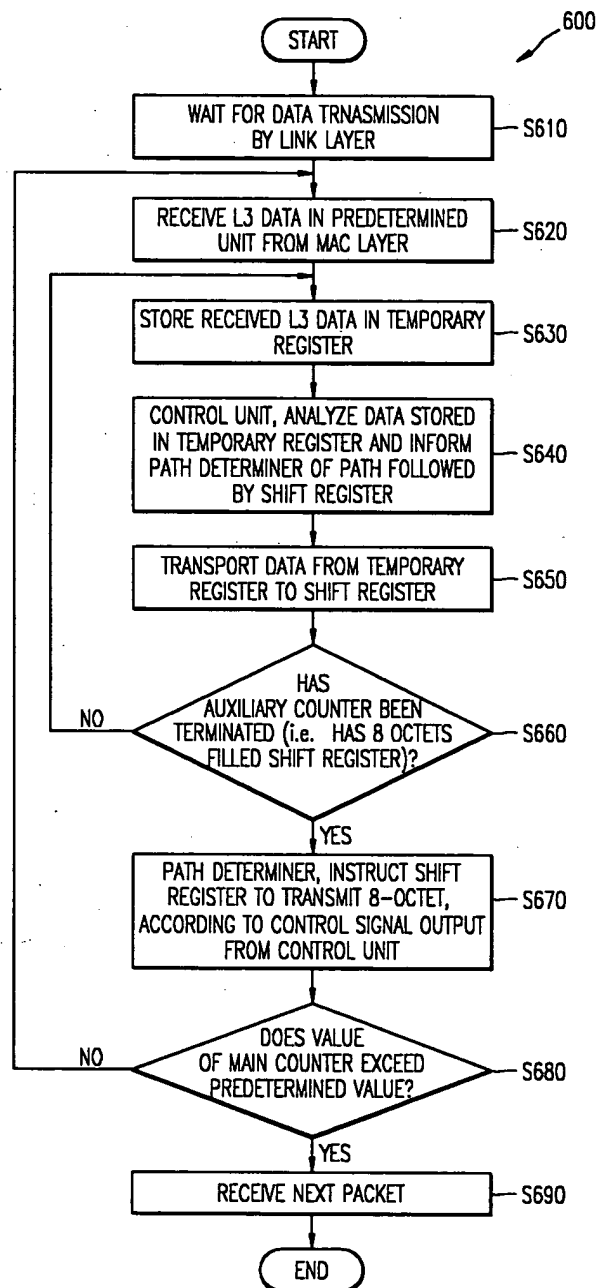 600
START
WAIT FOR DATA TRNASMISSION
BY LINK LAYER
S610
RECEIVE L3 DATA IN PREDETERMINED
UNIT FROM MAC LAYER
S620
STORE RECEIVED L3 DATA IN TEMPORARY
REGISTER
S630
CONTROL UNIT, ANALYZE DATA STORED
IN TEMPORARY REGISTER AND INFORM
PATH DETERMINER OF PATH FOLLOWED
BY SHIFT REGISTER
S640
TRANSPORT DATA FROM TEMPORARY
REGISTER TO SHIFT REGISTER
S650
HAS
AUXILIARY COUNTER BEEN
TERMINATED (i.e. HAS 8 OCTETS
FILLED SHIFT REGISTER)?
S660
NO
YES
PATH DETERMINER, INSTRUCT SHIFT
REGISTER TO TRANSMIT 8-OCTET,
ACCORDING TO CONTROL SIGNAL OUTPUT
FROM CONTROL UNIT
S670
DOES VALUE
OF MAIN COUNTER EXCEED
PREDETERMINED VALUE?
S680
NO
YES
RECEIVE NEXT PACKET
S690
END